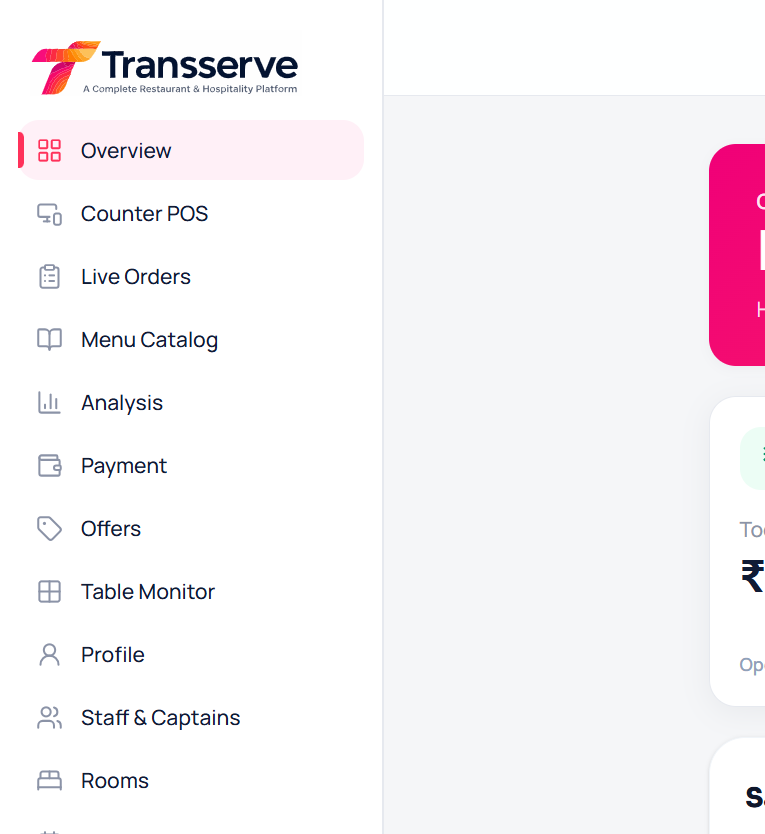 Transserve
A Complete Restaurant & Hospitality Platform
Overview
Counter POS
Live Orders
Menu Catalog
Analysis
Payment
Offers
Table Monitor
Profile
Staff & Captains
Rooms
₹